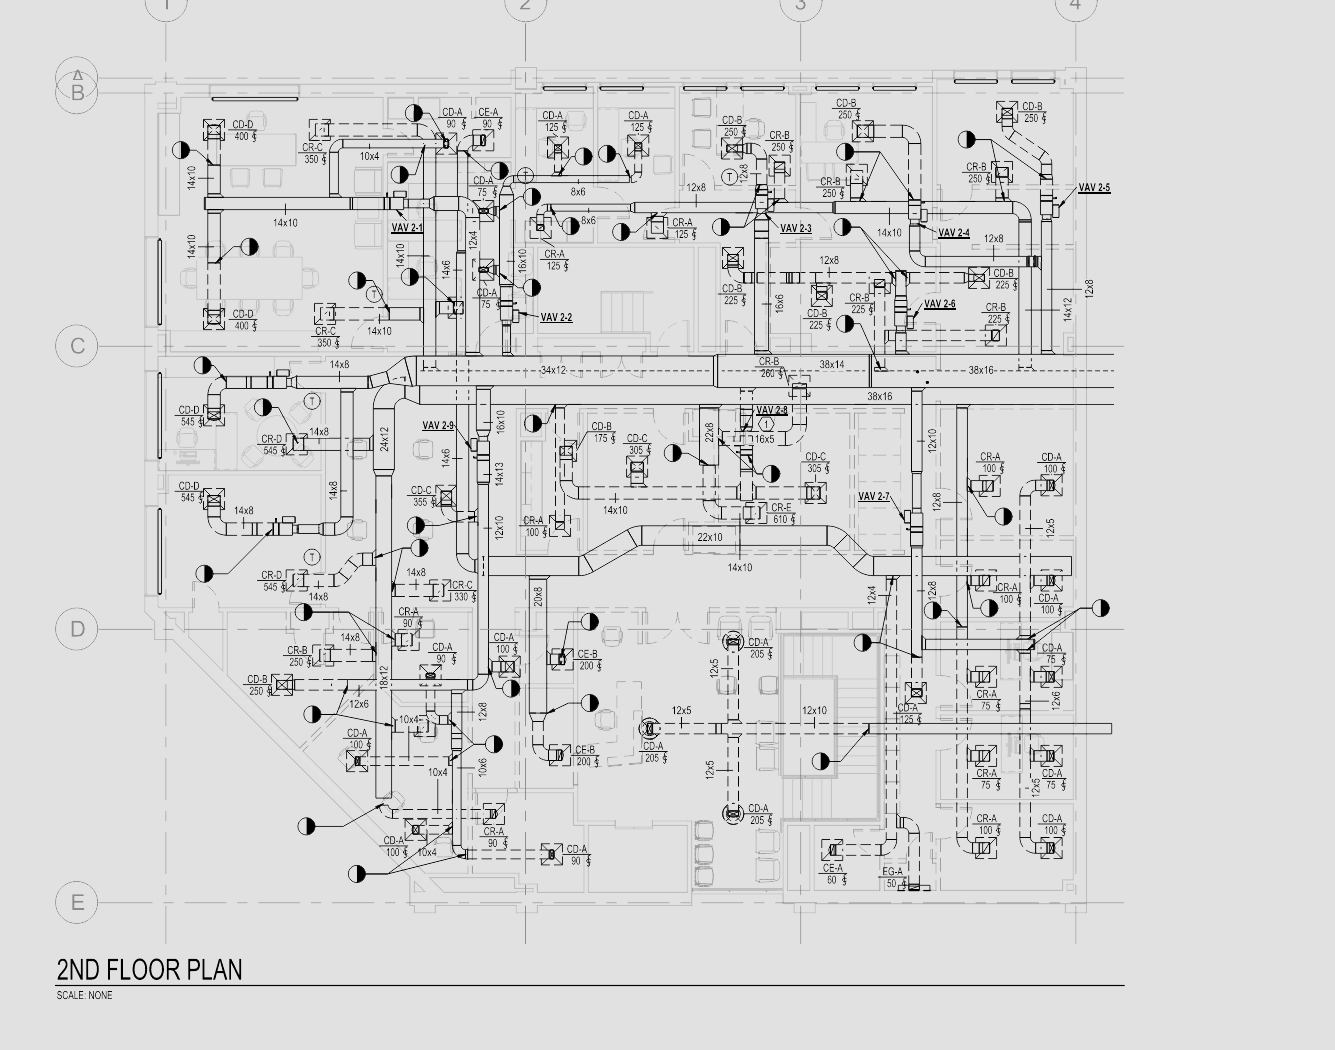 1
2
3
4
A
B
CD-D
400
CR-C
350
10x4
CD-A
90
CE-A
90
CD-A
125
CD-A
125
CD-B
250
CR-B
250
CD-B
250
CD-B
250
14x10
CD-A
75
T
8x6
T
12x8
12x8
CR-B
250
CR-B
250
VAV 2-5
14x10
VAV 2-1
12x4
8x6
CR-A
125
VAV 2-3
14x10
VAV 2-4
12x8
14x10
14x10
14x6
16x10
CR-A
125
12x8
CD-B
225
T
CD-A
75
CD-B
225
16x6
CR-B
225
CD-B
225
VAV 2-6
12x8
14x12
CD-D
400
CR-C
350
14x10
VAV 2-2
CR-B
225
C
14x8
34x12
CR-B
260
38x14
38x16
38x16
T
CD-D
545
CR-D
545
14x8
24x12
VAV 2-9
16x10
CD-B
175
CD-C
305
22x8
VAV 2-8
1
16x5
12x10
14x6
14x13
CD-C
305
CR-A
100
CD-A
100
CD-D
545
14x8
CD-C
355
14x10
CR-E
610
VAV 2-7
12x8
14x8
12x10
CR-A
100
12x5
T
22x10
14x10
CR-D
545
14x8
14x8
CR-C
330
20x8
12x4
12x8
CR-A
100
CD-A
100
CR-A
90
D
14x8
CR-B
250
CD-A
90
CD-A
100
CE-B
200
CD-A
205
12x5
CD-A
75
CD-B
250
18x12
12x6
CR-A
75
12x6
10x4
12x8
12x5
12x10
CD-A
125
CD-A
100
10x4
10x6
CE-B
200
CD-A
205
12x5
CR-A
75
CD-A
75
12x5
CD-A
205
CR-A
90
CD-A
100
10x4
CD-A
90
CR-A
100
CD-A
100
CE-A
60
EG-A
50
E
2ND FLOOR PLAN
SCALE: NONE